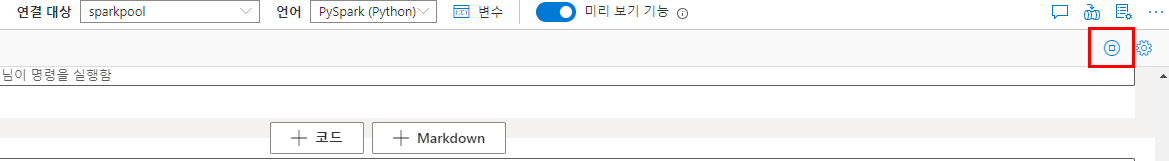 연결 대상 sparkpool 언어 PySpark (Python) 변수 미리 보기 기능
님이 명령을 실행함
코드 Markdown